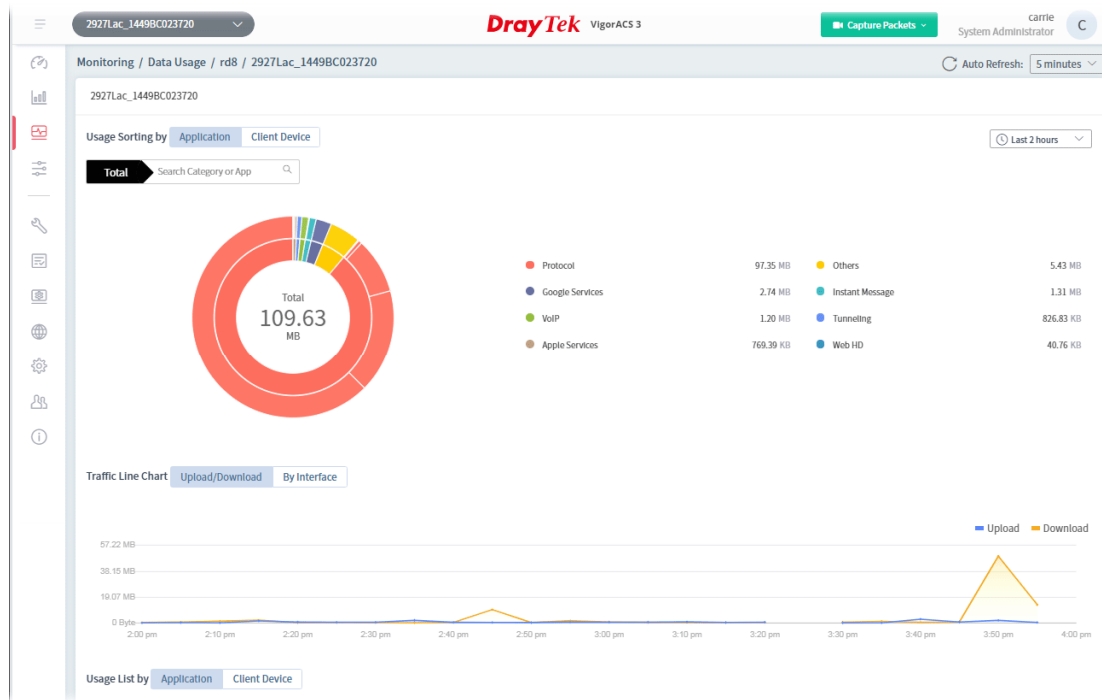 2927Lac_1449BC023720
DrayTek VigorACS 3
Capture Packets
carrie
System Administrator
C
Monitoring / Data Usage / rd8 / 2927Lac_1449BC023720
Auto Refresh: 5 minutes
2927Lac_1449BC023720
Usage Sorting by Application Client Device
Last 2 hours
Total Search Category or App
Total
109.63
MB
Protocol 97.35 MB Others 5.43 MB
Google Services 2.74 MB Instant Message 1.31 MB
VoIP 1.20 MB Tunneling 826.83 KB
Apple Services 769.39 KB Web HD 40.76 KB
Traffic Line Chart Upload/Download By Interface
Upload Download
57.22 MB
38.15 MB
19.07 MB
0 Byte
2:00 pm 2:10 pm 2:20 pm 2:30 pm 2:40 pm 2:50 pm 3:00 pm 3:10 pm 3:20 pm 3:30 pm 3:40 pm 3:50 pm 4:00 pm
Usage List by Application Client Device